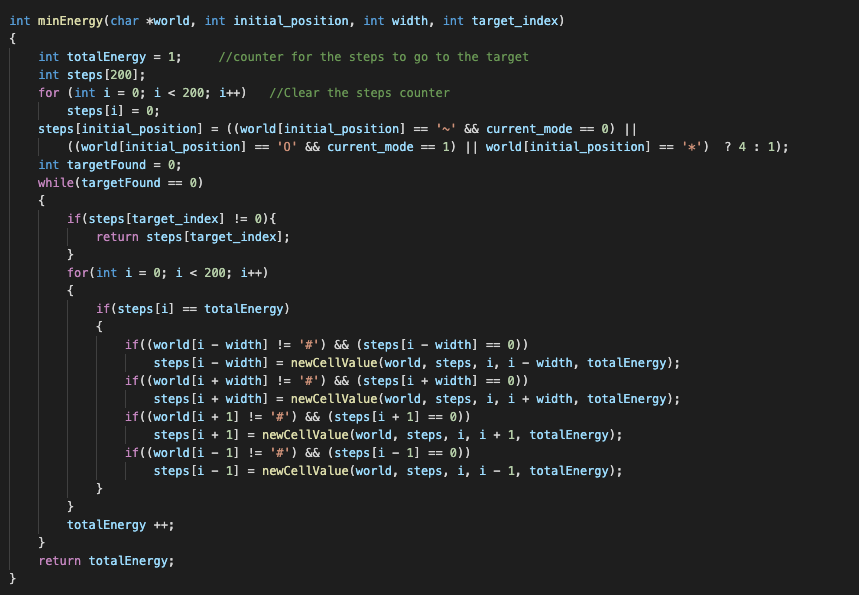 int minEnergy(char *world, int initial_position, int width, int target_index)
{
    int totalEnergy = 1;     //counter for the steps to go to the target
    int steps[200];
    for (int i = 0; i < 200; i++)   //Clear the steps counter
        steps[i] = 0;
    steps[initial_position] = ((world[initial_position] == '~' && current_mode == 0) ||
        ((world[initial_position] == 'O' && current_mode == 1) || world[initial_position] == '*')  ? 4 : 1);
    int targetFound = 0;
    while(targetFound == 0)
    {
        if(steps[target_index] != 0){
            return steps[target_index];
        }
        for(int i = 0; i < 200; i++)
        {
            if(steps[i] == totalEnergy)
            {
                if((world[i - width] != '#') && (steps[i - width] == 0))
                    steps[i - width] = newCellValue(world, steps, i, i - width, totalEnergy);
                if((world[i + width] != '#') && (steps[i + width] == 0))
                    steps[i + width] = newCellValue(world, steps, i, i + width, totalEnergy);
                if((world[i + 1] != '#') && (steps[i + 1] == 0))
                    steps[i + 1] = newCellValue(world, steps, i, i + 1, totalEnergy);
                if((world[i - 1] != '#') && (steps[i - 1] == 0))
                    steps[i - 1] = newCellValue(world, steps, i, i - 1, totalEnergy);
            }
        }
        totalEnergy ++;
    }
    return totalEnergy;
}